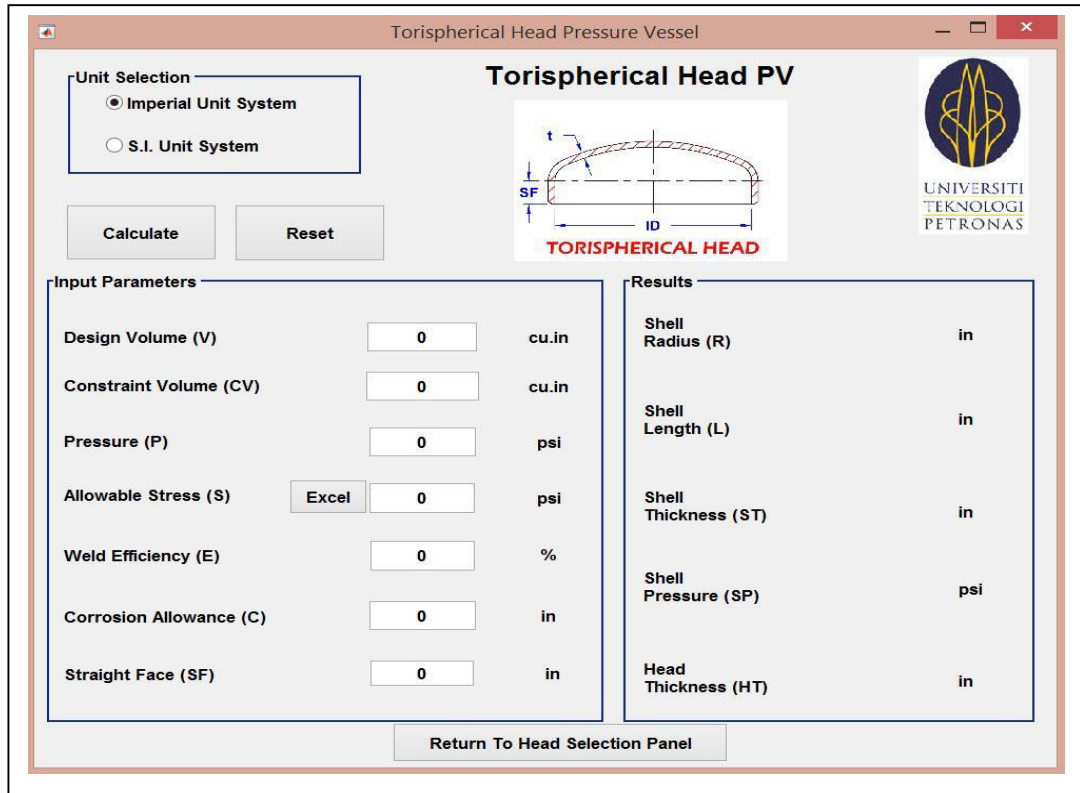 Torispherical Head Pressure Vessel
Unit Selection
Imperial Unit System
S.I. Unit System
Torispherical Head PV
t
SF
ID
TORISPHERICAL HEAD
UNIVERSITI
TEKNOLOGI
PETRONAS
Calculate
Reset
Input Parameters
Design Volume (V) 0 cu.in
Constraint Volume (CV) 0 cu.in
Pressure (P) 0 psi
Allowable Stress (S) Excel 0 psi
Weld Efficiency (E) 0 %
Corrosion Allowance (C) 0 in
Straight Face (SF) 0 in
Results
Shell
Radius (R) in
Shell
Length (L) in
Shell
Thickness (ST) in
Shell
Pressure (SP) psi
Head
Thickness (HT) in
Return To Head Selection Panel